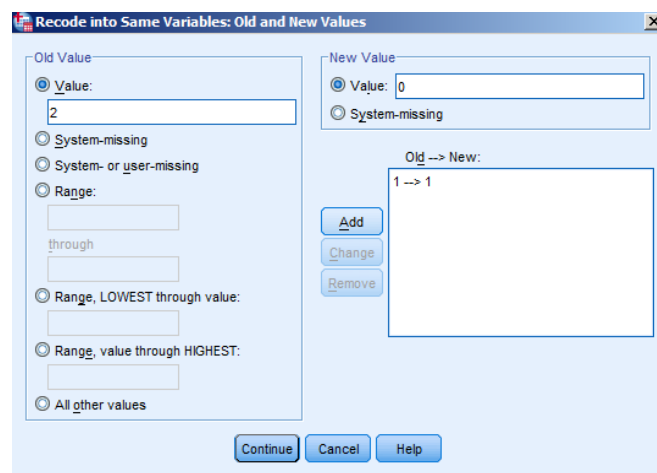 Recode into Same Variables: Old and New Values
Old Value
Value:
2
System-missing
System- or user-missing
Range:
through
Range, LOWEST through value:
Range, value through HIGHEST:
All other values
New Value
Value: 0
System-missing
Old --> New:
1 --> 1
Add
Change
Remove
Continue Cancel Help